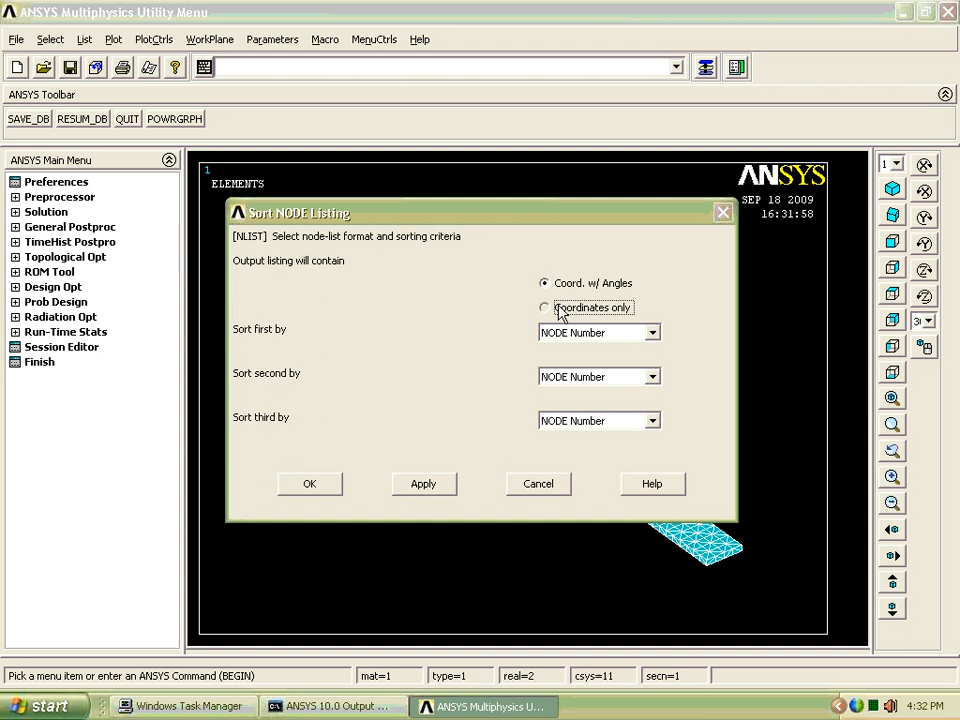 ANSYS Multiphysics Utility Menu
File Select List Plot PlotCtrls WorkPlane Parameters Macro MenuCtrls Help
ANSYS Toolbar
SAVE_DB RESUM_DB QUIT POWRGRPH
ANSYS Main Menu
Preferences
Preprocessor
Solution
General Postproc
TimeHist Postpro
Topological Opt
ROM Tool
Design Opt
Prob Design
Radiation Opt
Run-Time Stats
Session Editor
Finish
1
ELEMENTS
ANSYS
SEP 18 2009
16:31:58
Sort NODE Listing
[NLIST] Select node-list format and sorting criteria
Output listing will contain
Coord. w/ Angles
Coordinates only
Sort first by
NODE Number
Sort second by
NODE Number
Sort third by
NODE Number
OK Apply Cancel Help
1
X
X
Y
Y
Z
Z
Pick a menu item or enter an ANSYS Command (BEGIN)
mat=1
type=1
real=2
csys=11
secn=1
start
Windows Task Manager
ANSYS 10.0 Output ...
ANSYS Multiphysics U...
4:32 PM